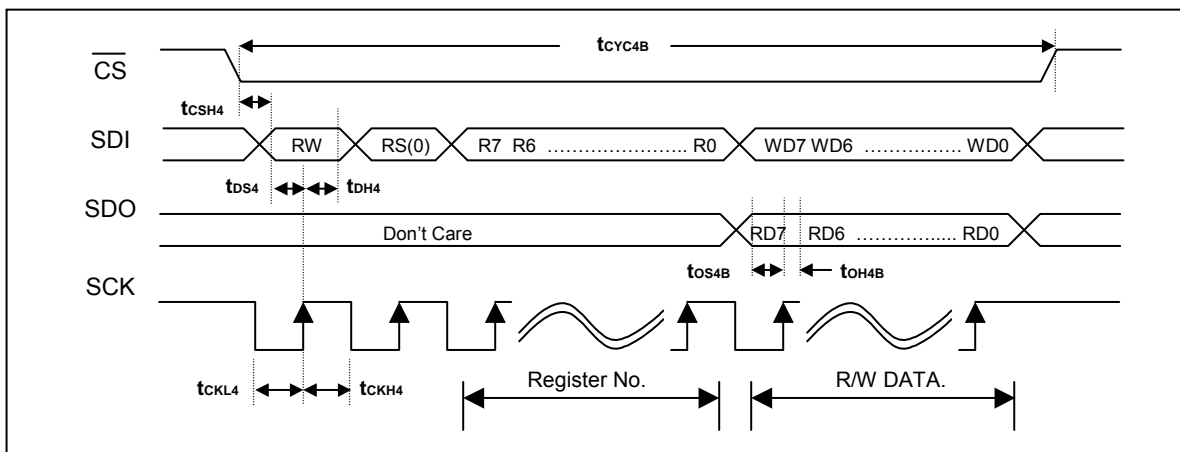 tCYC4B
CS
tCSH4
SDI
RW
RS(0)
R7 R6 ........................ R0
WD7 WD6 ................. WD0
tDS4
tDH4
SDO
Don't Care
RD7
RD6 ................. RD0
tOS4B
tOH4B
SCK
tCKL4
tCKH4
Register No.
R/W DATA.